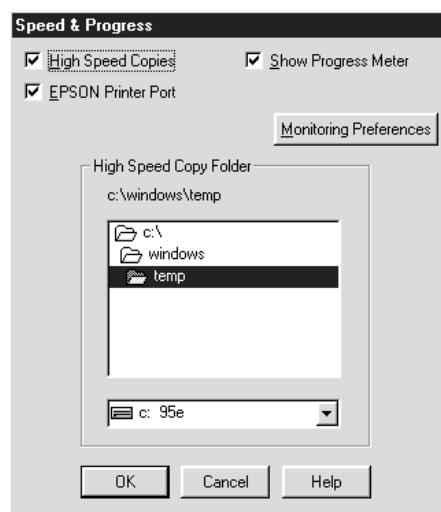 Speed & Progress
High Speed Copies
Show Progress Meter
EPSON Printer Port
Monitoring Preferences
High Speed Copy Folder
c:\windows\temp
c:\
windows
temp
c: 95e
OK Cancel Help